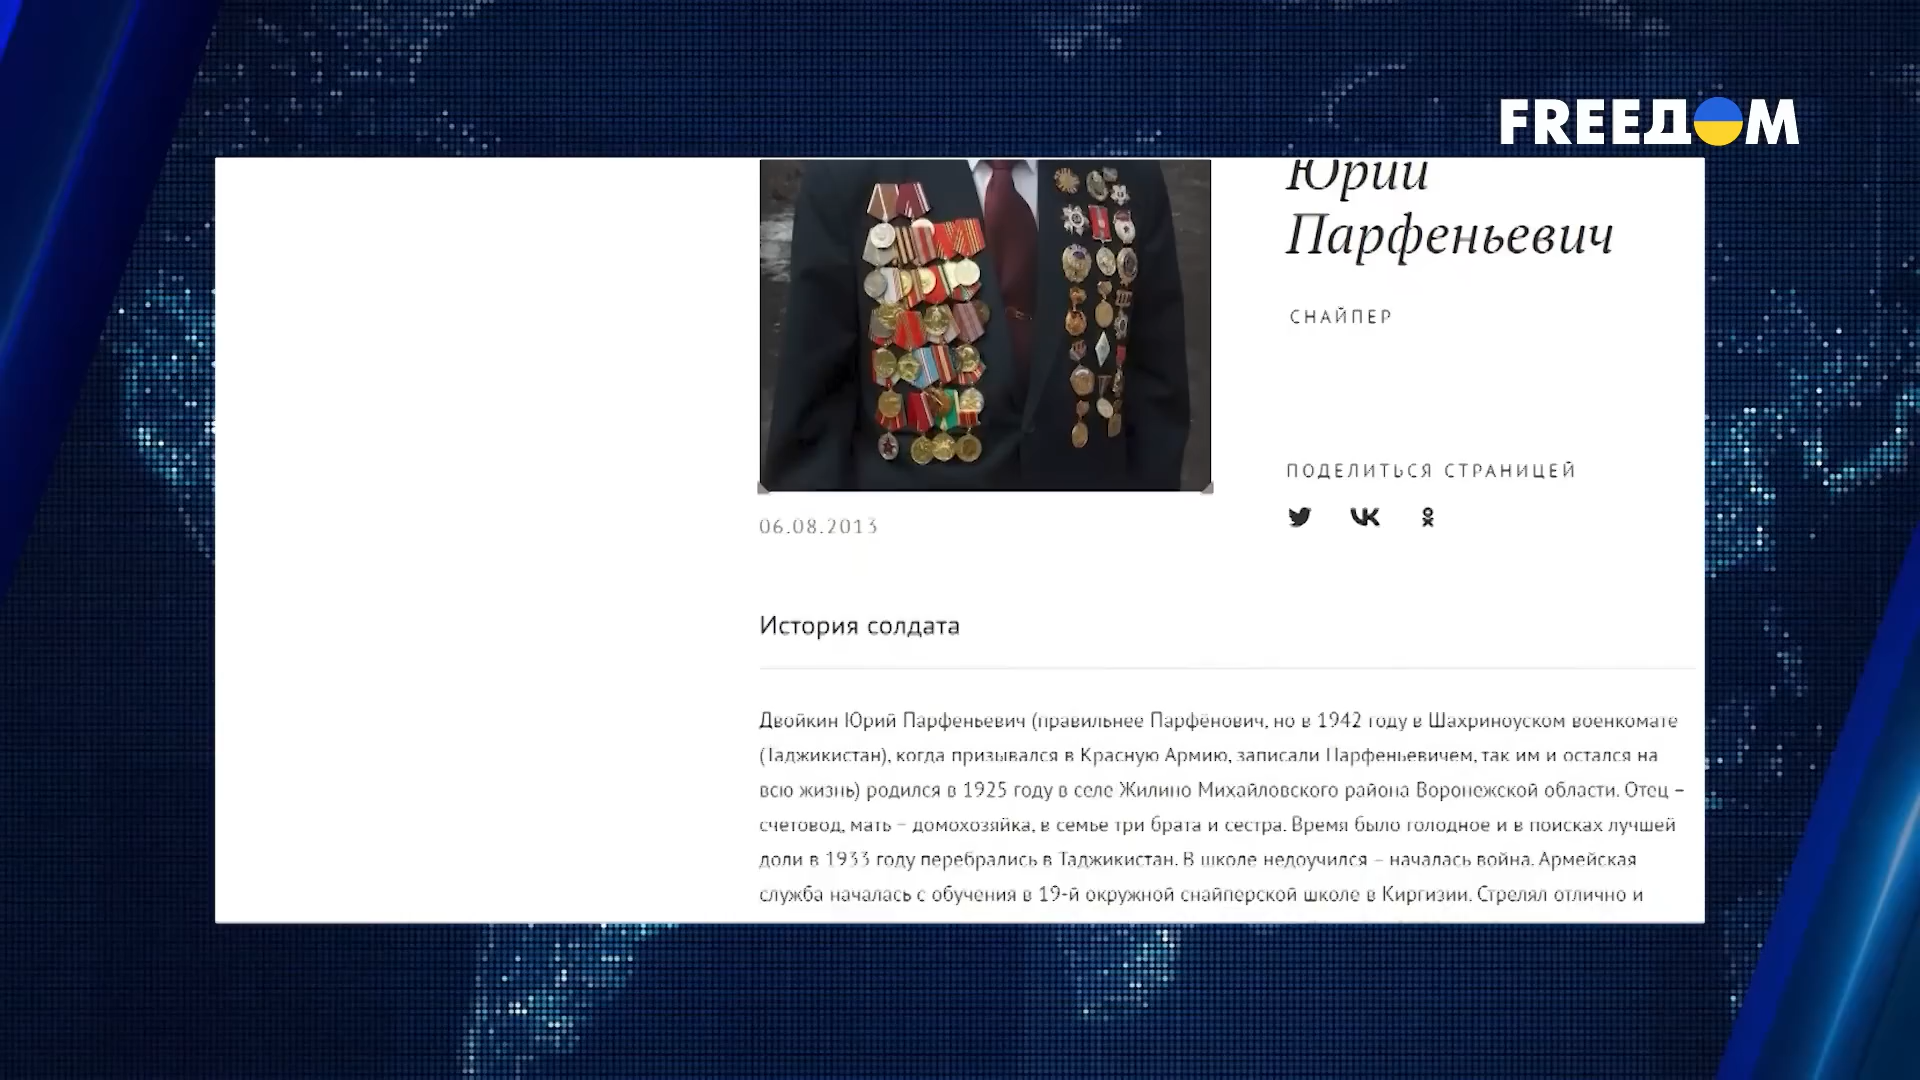 FREEДOM
Юрий
Парфеньевич
СНАЙПЕР
ПОДЕЛИТЬСЯ СТРАНИЦЕЙ
06.08.2013
История солдата
Двойкин Юрий Парфеньевич (правильнее Парфёнович, но в 1942 году в Шахриноуском военкомате
(Таджикистан), когда призывался в Красную Армию, записали Парфеньевичем, так им и остался на
всю жизнь) родился в 1925 году в селе Жилино Михайловского района Воронежской области. Отец –
счетовод, мать – домохозяйка, в семье три брата и сестра. Время было голодное и в поисках лучшей
доли в 1933 году перебрались в Таджикистан. В школе недоучился – началась война. Армейская
служба началась с обучения в 19-й окружной снайперской школе в Киргизии. Стрелял отлично и